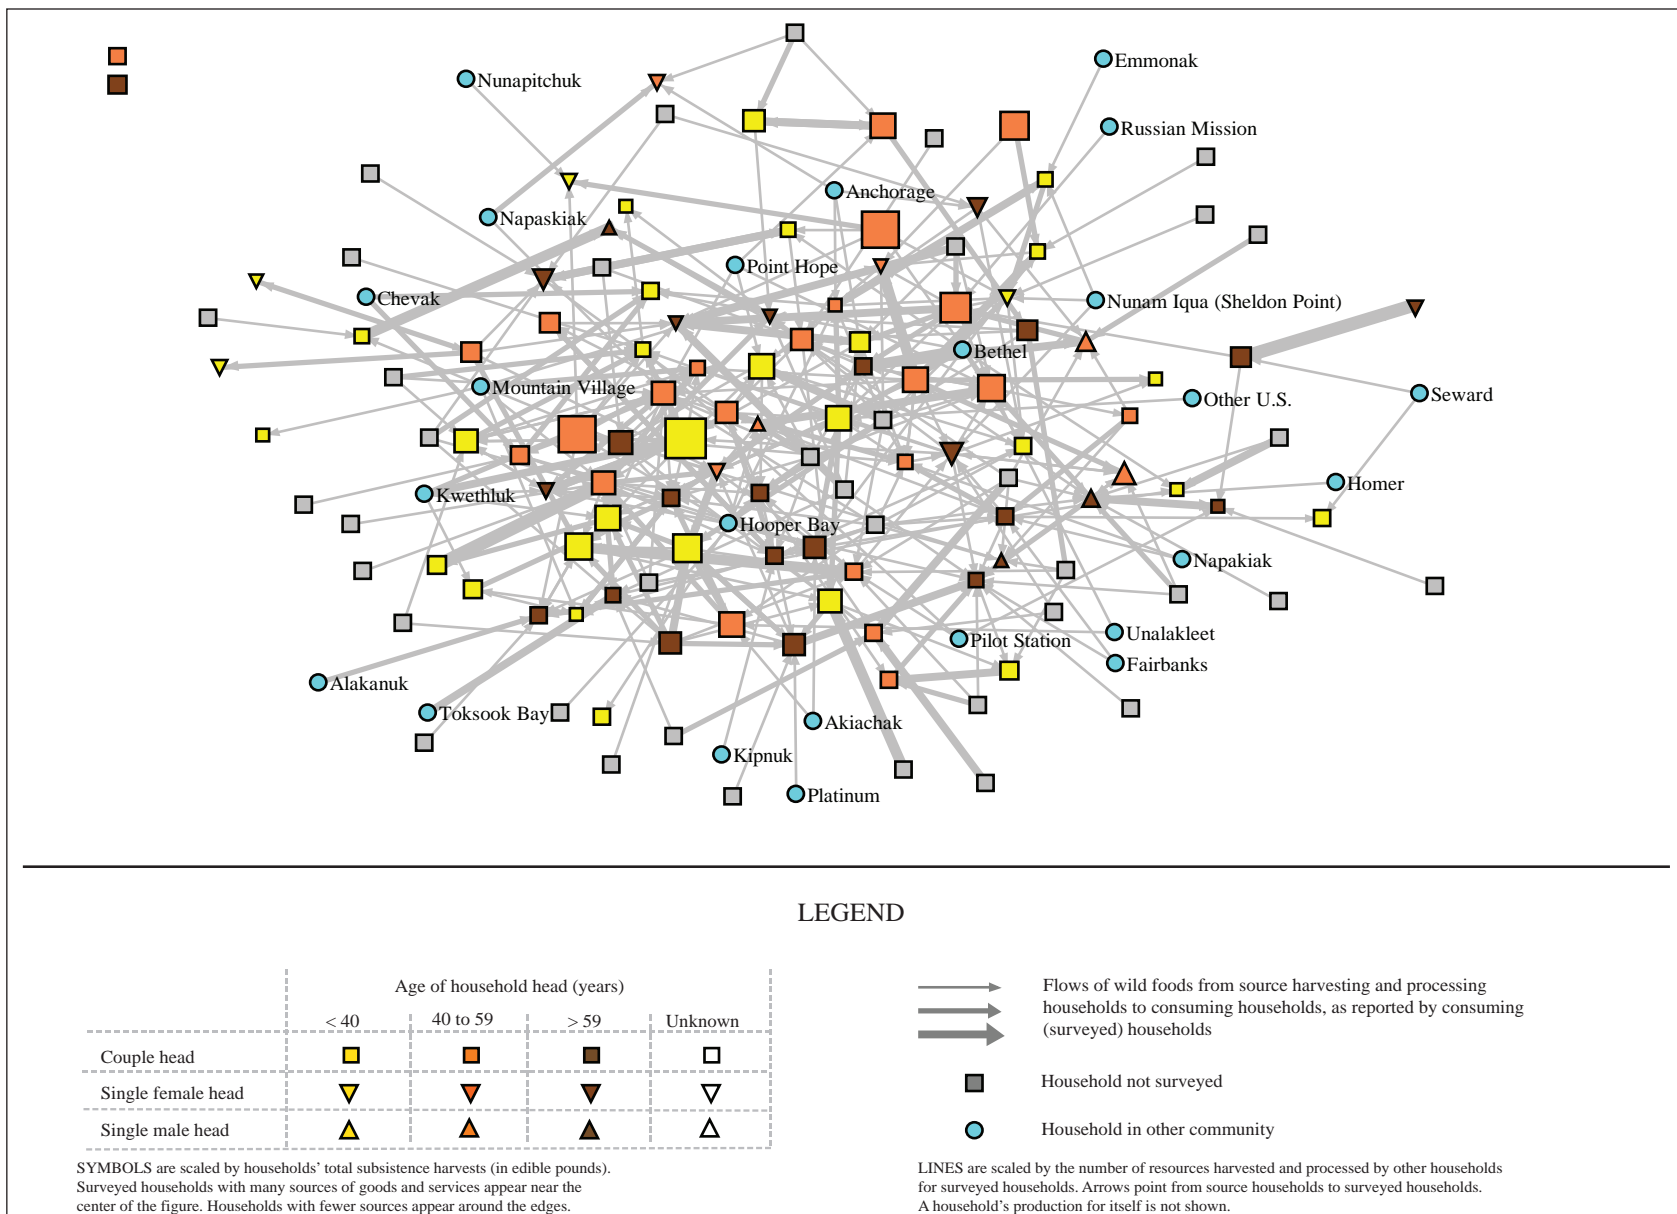 Emmonak
Nunapitchuk
Russian Mission
Anchorage
Napaskiak
Point Hope
Chevak
Nunam Iqua (Sheldon Point)
Bethel
Mountain Village
Other U.S.
Seward
Kwethluk
Homer
Hooper Bay
Napakiak
Unalakleet
Pilot Station
Fairbanks
Alakanuk
Toksook Bay
Akiachak
Kipnuk
Platinum
LEGEND
Age of household head (years)
< 40
40 to 59
> 59
Unknown
Couple head
Single female head
Single male head
SYMBOLS are scaled by households’ total subsistence harvests (in edible pounds).
Surveyed households with many sources of goods and services appear near the
center of the figure. Households with fewer sources appear around the edges.
Flows of wild foods from source harvesting and processing
households to consuming households, as reported by consuming
(surveyed) households
Household not surveyed
Household in other community
LINES are scaled by the number of resources harvested and processed by other households
for surveyed households. Arrows point from source households to surveyed households.
A household’s production for itself is not shown.